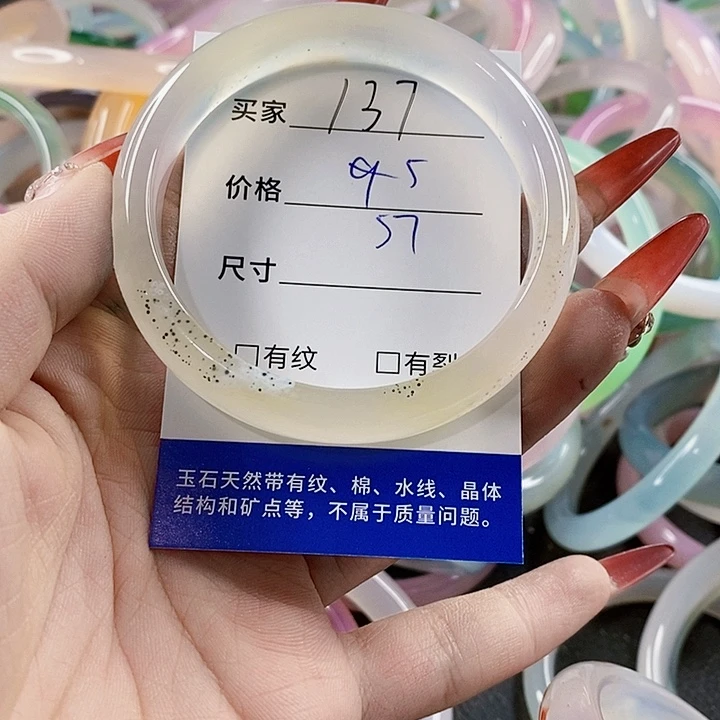 买家 137
价格 95
57
尺寸
□有纹 □有裂
玉石天然带有纹、棉、水线、晶体
结构和矿点等，不属于质量问题。